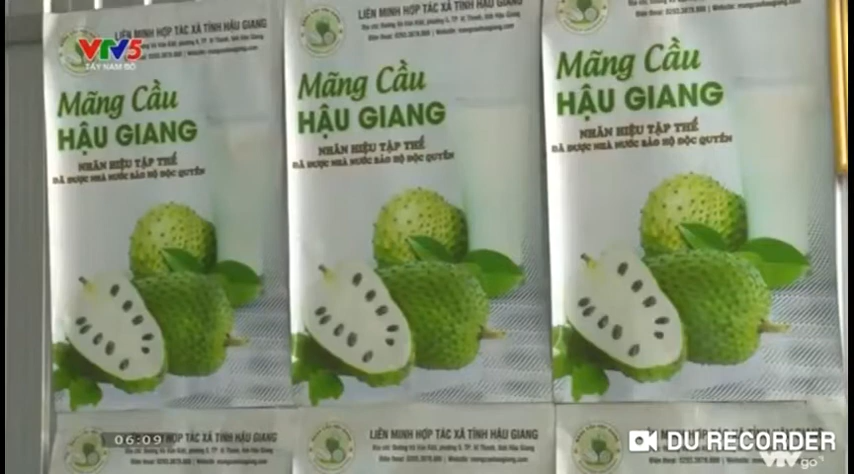 LIÊN MINH HỢP TÁC XÃ TỈNH HẬU GIANG
VTV5
TÂY NAM BỘ
Mãng Cầu
HẬU GIANG
NHÃN HIỆU TẬP THỂ
ĐÃ ĐƯỢC NHÀ NƯỚC BẢO HỘ ĐỘC QUYỀN
LIÊN MINH HỢP TÁC XÃ TỈNH HẬU GIANG
Mãng Cầu
HẬU GIANG
NHÃN HIỆU TẬP THỂ
ĐÃ ĐƯỢC NHÀ NƯỚC BẢO HỘ ĐỘC QUYỀN
Mãng Cầu
HẬU GIANG
NHÃN HIỆU TẬP THỂ
ĐÃ ĐƯỢC NHÀ NƯỚC BẢO HỘ ĐỘC QUYỀN
06:09
HỢP TÁC XÃ TỈNH HẬU GIANG
LIÊN MINH HỢP TÁC XÃ TỈNH HẬU GIANG
DU RECORDER
VTVgo